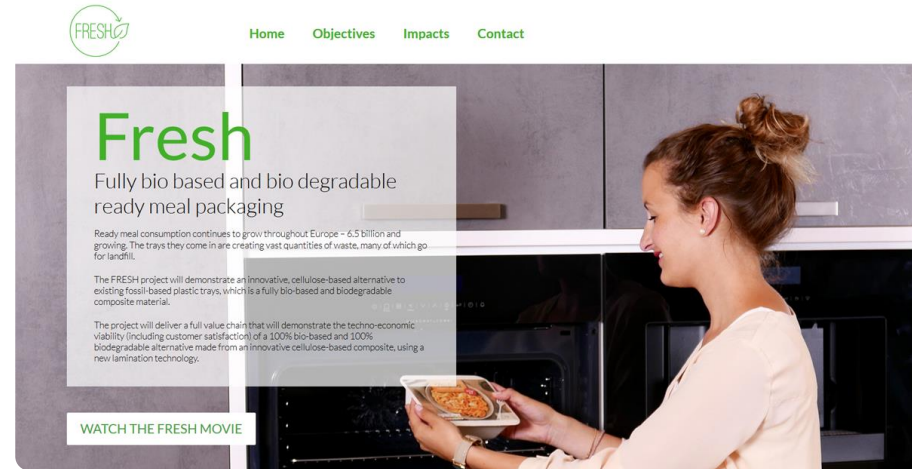 FRESH
Home Objectives Impacts Contact
Fresh
Fully bio based and bio degradable
ready meal packaging
Ready meal consumption continues to grow throughout Europe – 6.5 billion and
growing. The trays they come in are creating vast quantities of waste, many of which go
for landfill.
The FRESH project will demonstrate an innovative, cellulose-based alternative to
existing fossil-based plastic trays, which is a fully bio-based and biodegradable
composite material.
The project will deliver a full value chain that will demonstrate the techno-economic
viability (including customer satisfaction) of a 100% bio-based and 100%
biodegradable alternative made from an innovative cellulose-based composite, using a
new lamination technology.
WATCH THE FRESH MOVIE